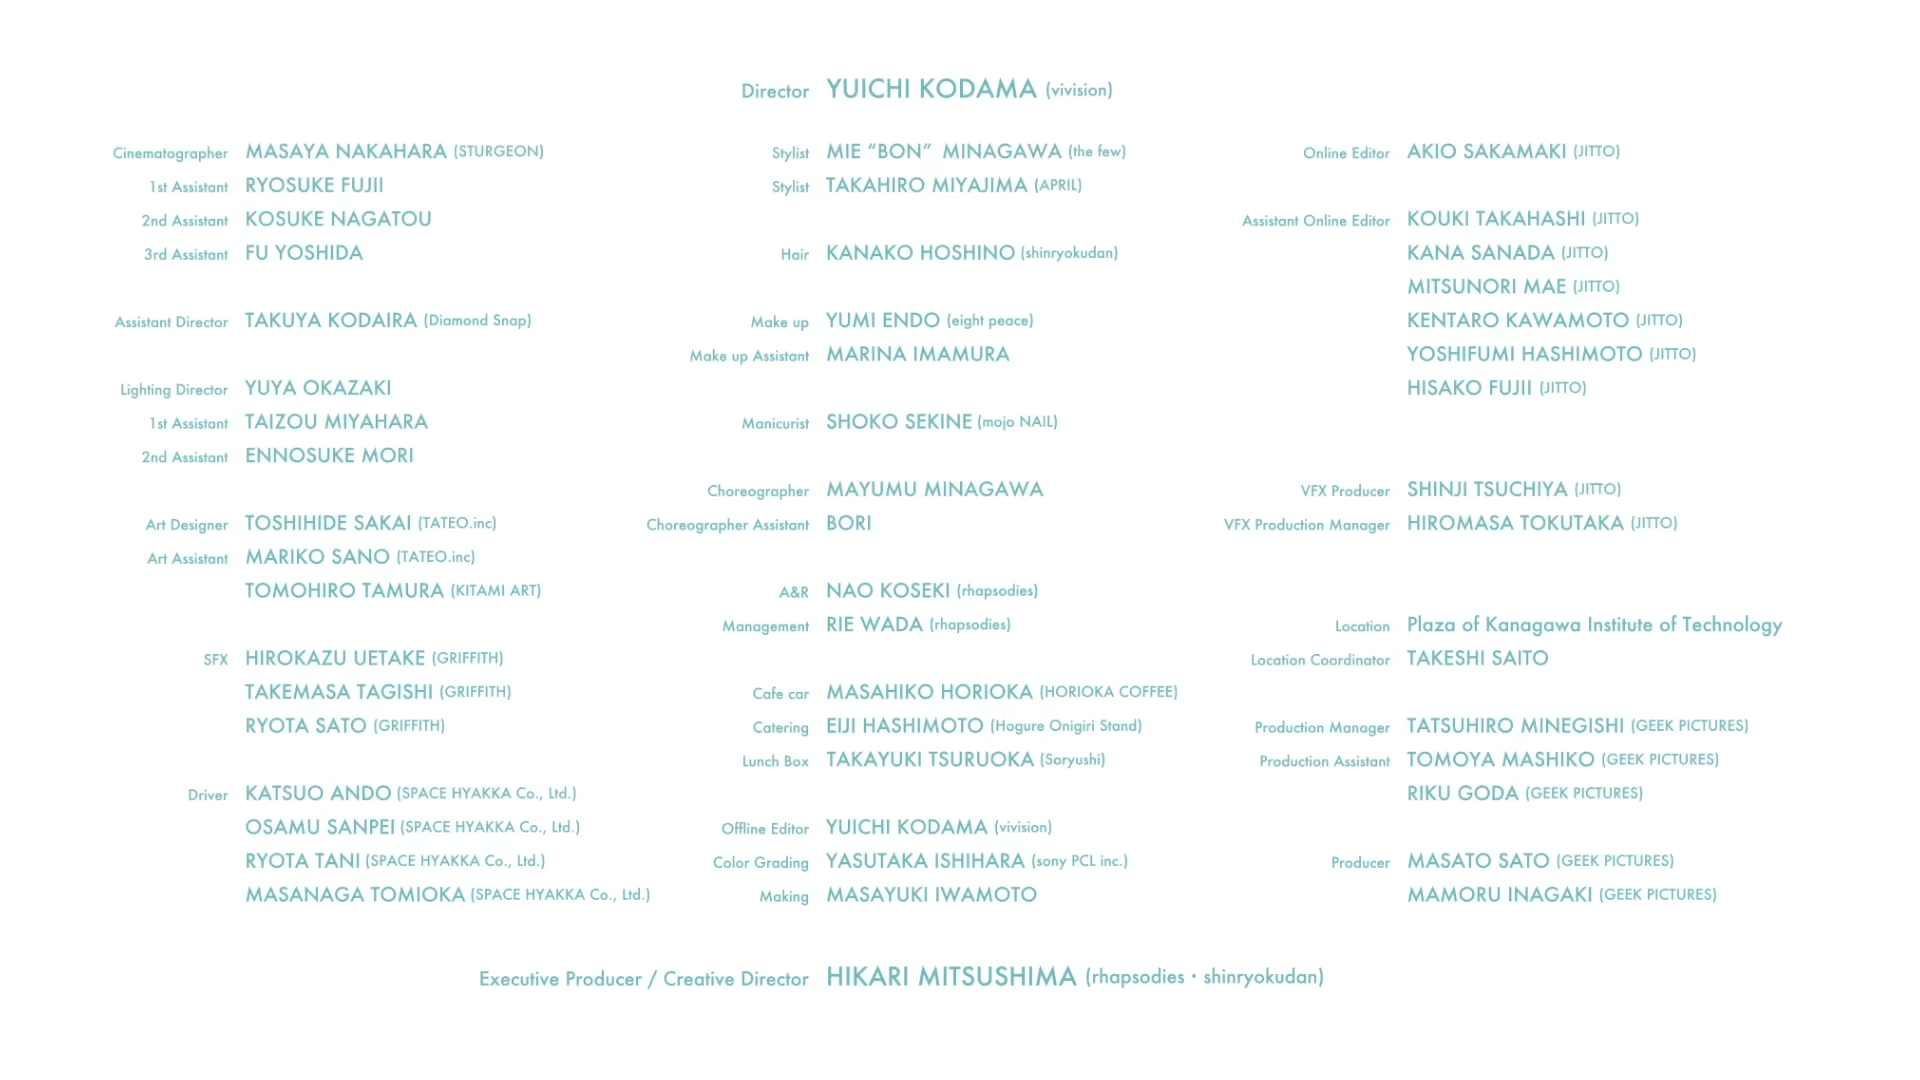 Director YUICHI KODAMA (vivision)
Cinematographer MASAYA NAKAHARA (STURGEON)
1st Assistant RYOSUKE FUJII
2nd Assistant KOSUKE NAGATOU
3rd Assistant FU YOSHIDA
Assistant Director TAKUYA KODAIRA (Diamond Snap)
Lighting Director YUYA OKAZAKI
1st Assistant TAIZOU MIYAHARA
2nd Assistant ENNOSUKE MORI
Art Designer TOSHIHIDE SAKAI (TATEO.inc)
Art Assistant MARIKO SANO (TATEO.inc)
TOMOHIRO TAMURA (KITAMI ART)
SFX HIROKAZU UETAKE (GRIFFITH)
TAKEMASA TAGISHI (GRIFFITH)
RYOTA SATO (GRIFFITH)
Driver KATSUO ANDO (SPACE HYAKKA Co., Ltd.)
OSAMU SANPEI (SPACE HYAKKA Co., Ltd.)
RYOTA TANI (SPACE HYAKKA Co., Ltd.)
MASANAGA TOMIOKA (SPACE HYAKKA Co., Ltd.)
Stylist MIE “BON” MINAGAWA (the few)
Stylist TAKAHIRO MIYAJIMA (APRIL)
Hair KANAKO HOSHINO (shinryokudan)
Make up YUMI ENDO (eight peace)
Make up Assistant MARINA IMAMURA
Manicurist SHOKO SEKINE (mojo NAIL)
Choreographer MAYUMU MINAGAWA
Choreographer Assistant BORI
A&R NAO KOSEKI (rhapsodies)
Management RIE WADA (rhapsodies)
Cafe car MASAHIKO HORIOKA (HORIOKA COFFEE)
Catering EIJI HASHIMOTO (Hogure Onigiri Stand)
Lunch Box TAKAYUKI TSURUOKA (Soryushi)
Offline Editor YUICHI KODAMA (vivision)
Color Grading YASUTAKA ISHIHARA (sony PCL inc.)
Making MASAYUKI IWAMOTO
Online Editor AKIO SAKAMAKI (JITTO)
Assistant Online Editor KOUKI TAKAHASHI (JITTO)
KANA SANADA (JITTO)
MITSUNORI MAE (JITTO)
KENTARO KAWAMOTO (JITTO)
YOSHIFUMI HASHIMOTO (JITTO)
HISAKO FUJII (JITTO)
VFX Producer SHINJI TSUCHIYA (JITTO)
VFX Production Manager HIROMASA TOKUTAKA (JITTO)
Location Plaza of Kanagawa Institute of Technology
Location Coordinator TAKESHI SAITO
Production Manager TATSUHIRO MINEGISHI (GEEK PICTURES)
Production Assistant TOMOYA MASHIKO (GEEK PICTURES)
RIKU GODA (GEEK PICTURES)
Producer MASATO SATO (GEEK PICTURES)
MAMORU INAGAKI (GEEK PICTURES)
Executive Producer / Creative Director HIKARI MITSUSHIMA (rhapsodies・shinryokudan)